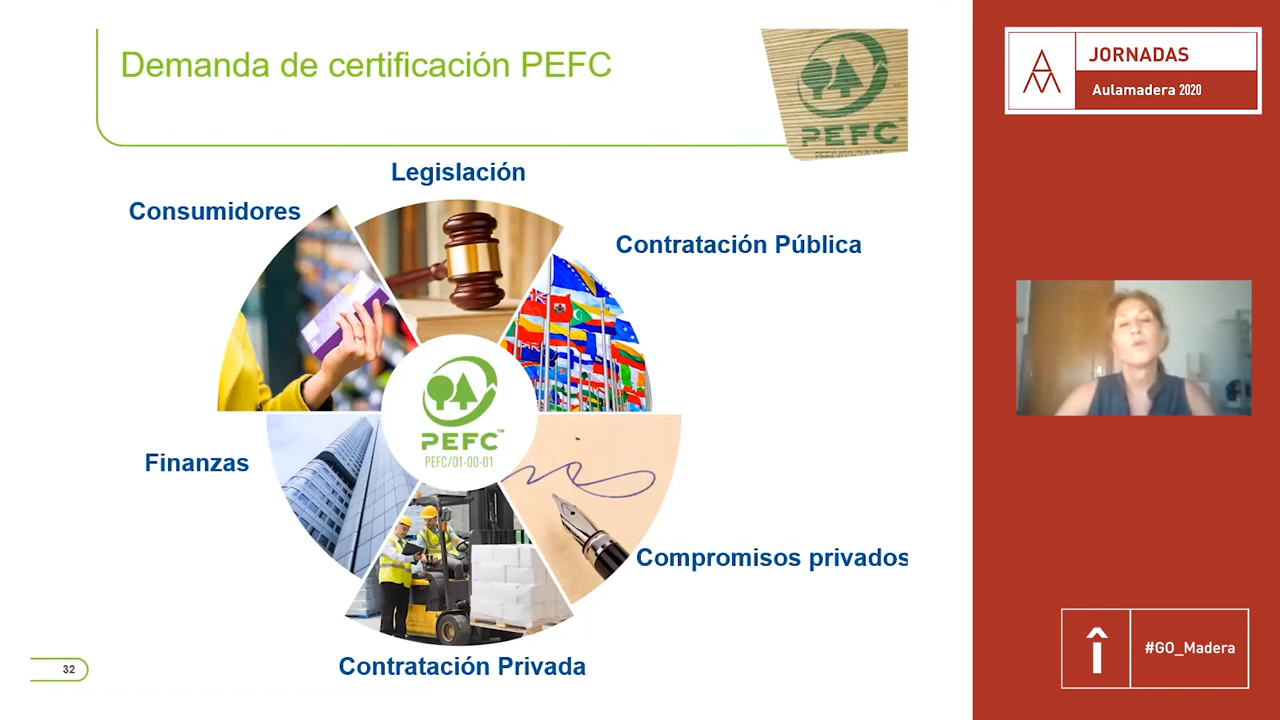 Demanda de certificación PEFC
PEFC
JORNADAS
Aulamadera 2020
Legislación
Consumidores
Contratación Pública
PEFC™
PEFC/01-00-01
Finanzas
Compromisos privados
Contratación Privada
32
#GO_Madera